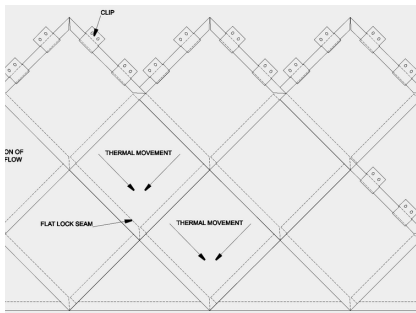 CLIP
ON OF
FLOW
THERMAL MOVEMENT
FLAT LOCK SEAM
THERMAL MOVEMENT